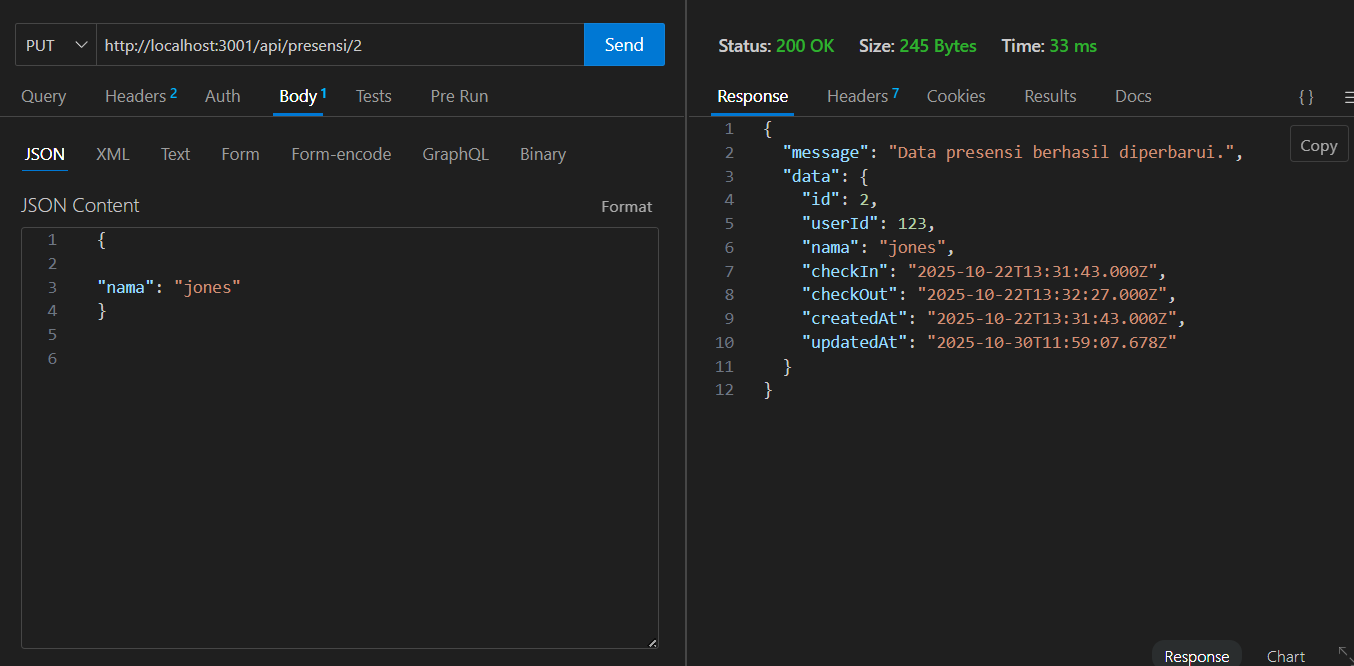 PUT http://localhost:3001/api/presensi/2 Send
Query Headers 2 Auth Body 1 Tests Pre Run
JSON XML Text Form Form-encode GraphQL Binary
JSON Content Format
1 {
2
3 "nama": "jones"
4 }
5
6
Status: 200 OK Size: 245 Bytes Time: 33 ms
Response Headers 7 Cookies Results Docs { }
Copy
1 {
2 "message": "Data presensi berhasil diperbarui.",
3 "data": {
4 "id": 2,
5 "userId": 123,
6 "nama": "jones",
7 "checkIn": "2025-10-22T13:31:43.000Z",
8 "checkOut": "2025-10-22T13:32:27.000Z",
9 "createdAt": "2025-10-22T13:31:43.000Z",
10 "updatedAt": "2025-10-30T11:59:07.678Z"
11 }
12 }
Response Chart